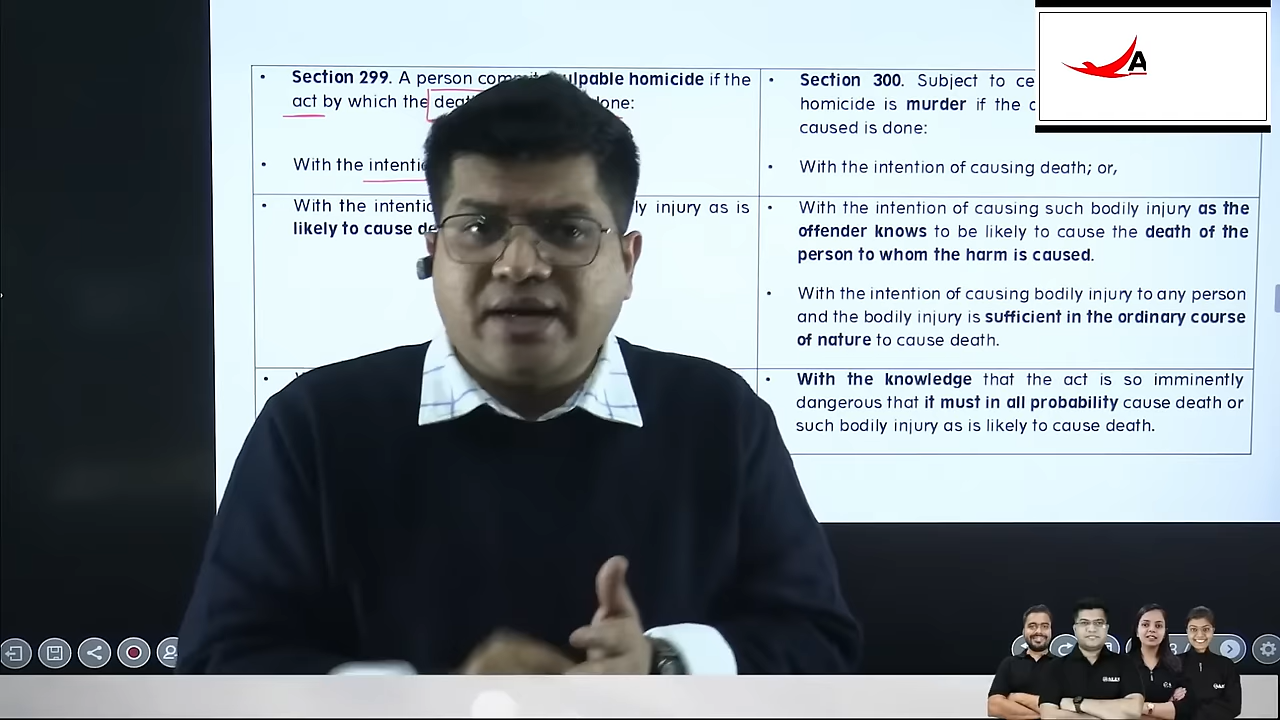 • Section 299. A person culpable homicide if the
act by which the done:
• With the
• With the injury as is
likely to cause
•
• Section 300. Subject to
homicide is murder if the
caused is done:
• With the intention of causing death; or,
• With the intention of causing such bodily injury as the
offender knows to be likely to cause the death of the
person to whom the harm is caused.
• With the intention of causing bodily injury to any person
and the bodily injury is sufficient in the ordinary course
of nature to cause death.
• With the knowledge that the act is so imminently
dangerous that it must in all probability cause death or
such bodily injury as is likely to cause death.
A